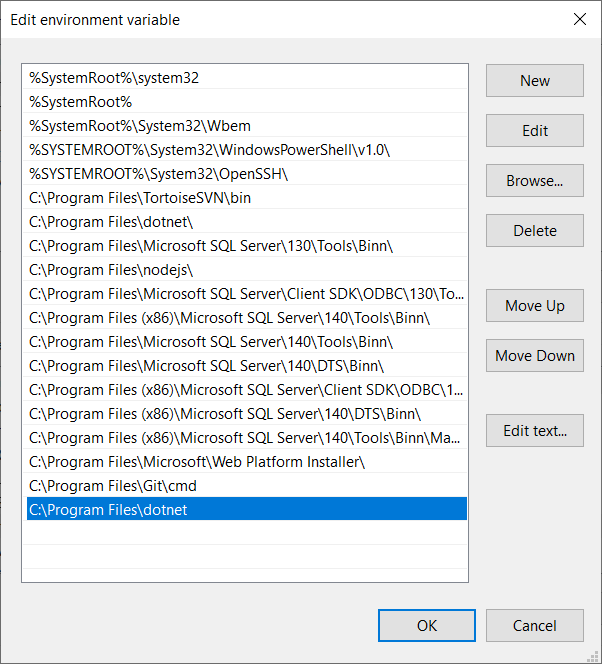 Edit environment variable
%SystemRoot%\system32
%SystemRoot%
%SystemRoot%\System32\Wbem
%SYSTEMROOT%\System32\WindowsPowerShell\v1.0\
%SYSTEMROOT%\System32\OpenSSH\
C:\Program Files\TortoiseSVN\bin
C:\Program Files\dotnet\
C:\Program Files\Microsoft SQL Server\130\Tools\Binn\
C:\Program Files\nodejs\
C:\Program Files\Microsoft SQL Server\Client SDK\ODBC\130\To...
C:\Program Files (x86)\Microsoft SQL Server\140\Tools\Binn\
C:\Program Files\Microsoft SQL Server\140\Tools\Binn\
C:\Program Files\Microsoft SQL Server\140\DTS\Binn\
C:\Program Files (x86)\Microsoft SQL Server\Client SDK\ODBC\1...
C:\Program Files (x86)\Microsoft SQL Server\140\DTS\Binn\
C:\Program Files (x86)\Microsoft SQL Server\140\Tools\Binn\Ma...
C:\Program Files\Microsoft\Web Platform Installer\
C:\Program Files\Git\cmd
C:\Program Files\dotnet
New
Edit
Browse...
Delete
Move Up
Move Down
Edit text...
OK
Cancel